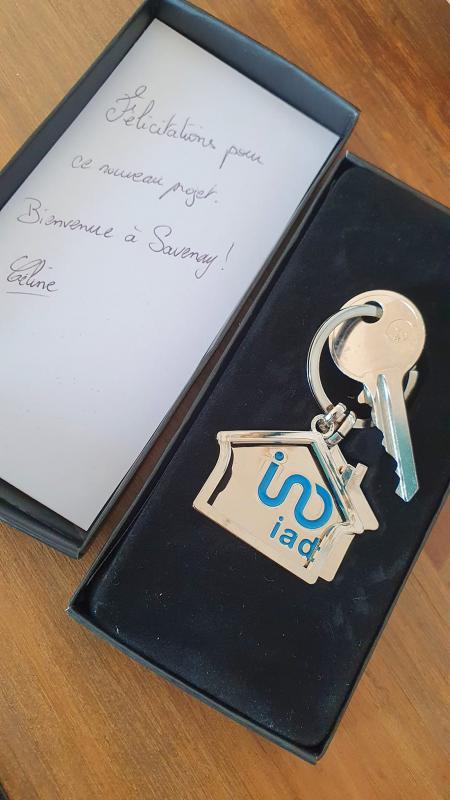 Félicitations pour
ce nouveau projet.
Bienvenue à Savenay !
Céline
iad